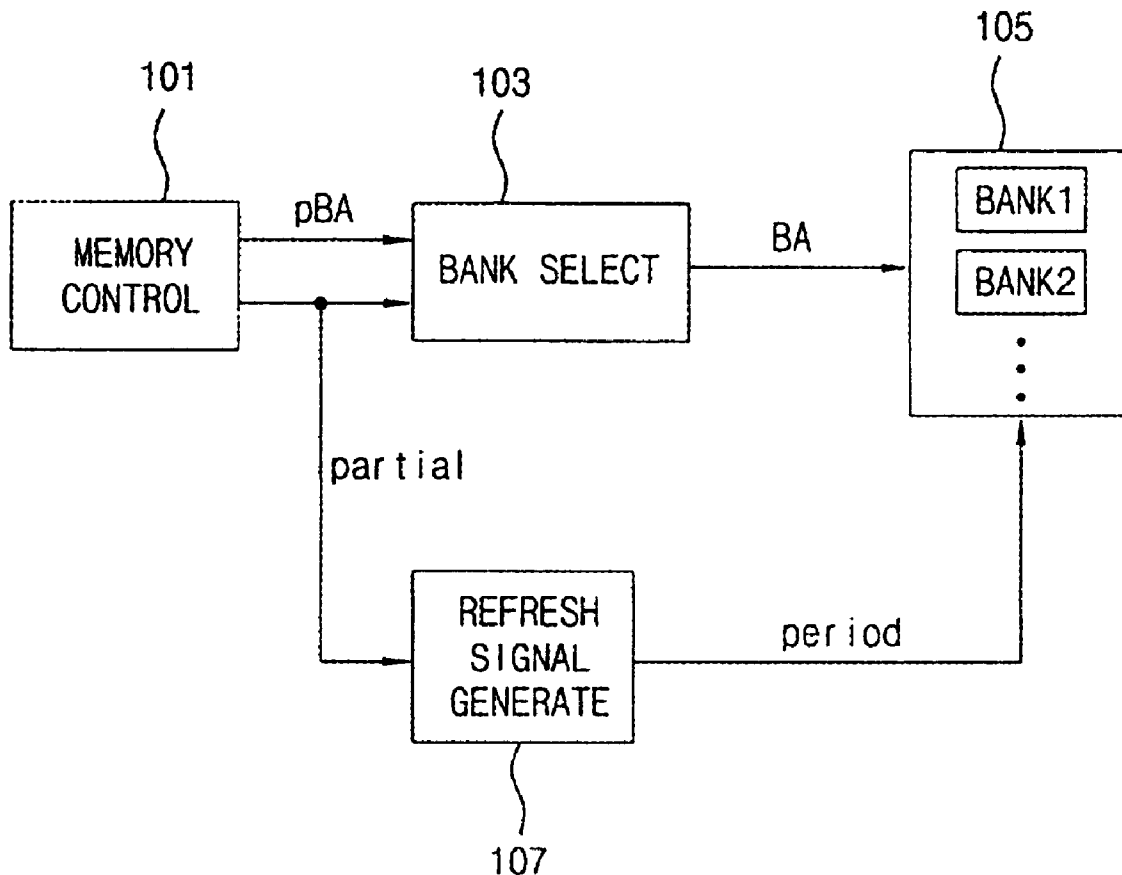 105
101
103
MEMORY
CONTROL
pBA
BANK SELECT
BA
BANK1
BANK2
partial
REFRESH
SIGNAL
GENERATE
period
107